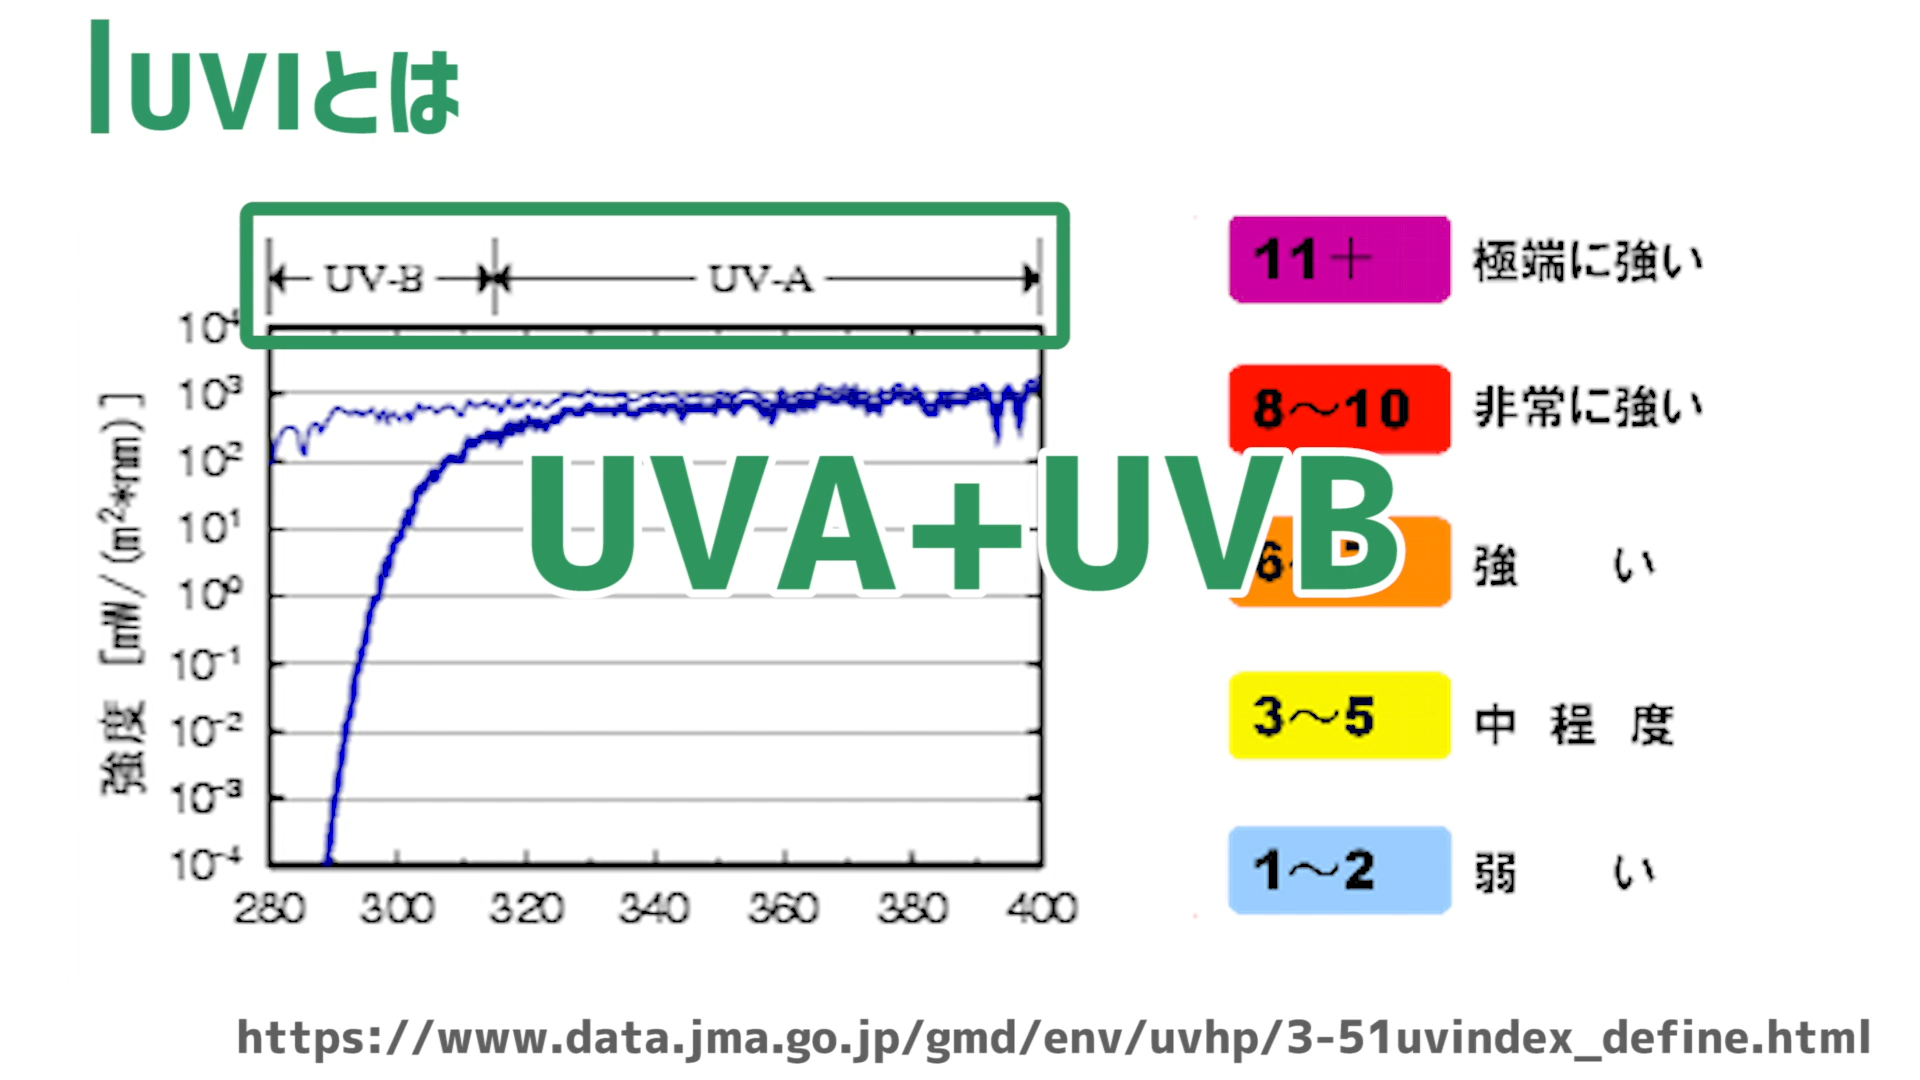 UVIとは
UV-B
UV-A
10⁴
10³
10²
10¹
10⁰
10⁻¹
10⁻²
10⁻³
10⁻⁴
強度 [mW/(m²*nm)]
280 300 320 340 360 380 400
UVA+UVB
11+ 極端に強い
8～10 非常に強い
6 強い
3～5 中程度
1～2 弱い
https://www.data.jma.go.jp/gmd/env/uvhp/3-51uvindex_define.html